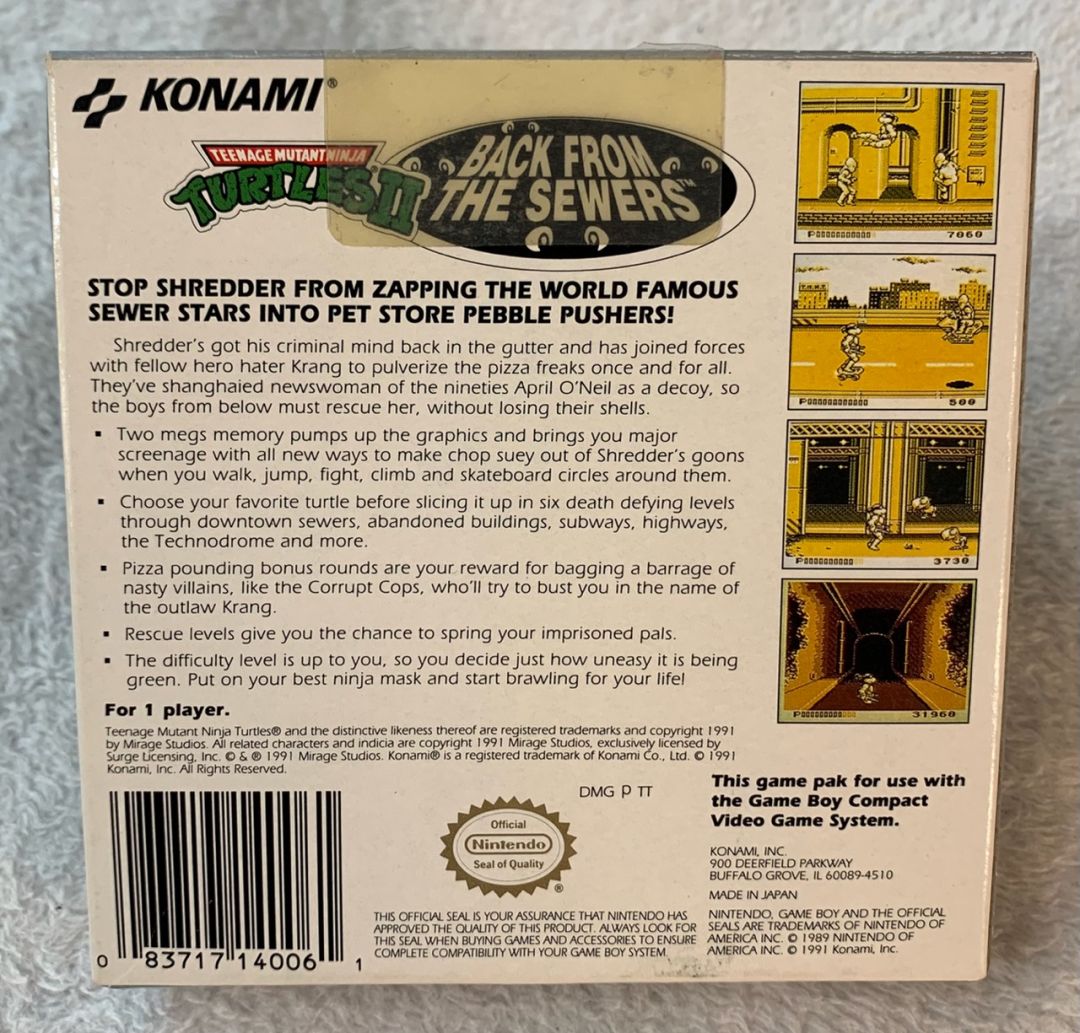 KONAMI®
TEENAGE MUTANT NINJA
TURTLES II
BACK FROM
THE SEWERS™
STOP SHREDDER FROM ZAPPING THE WORLD FAMOUS
SEWER STARS INTO PET STORE PEBBLE PUSHERS!
Shredder's got his criminal mind back in the gutter and has joined forces
with fellow hero hater Krang to pulverize the pizza freaks once and for all.
They've shanghaied newswoman of the nineties April O'Neil as a decoy, so
the boys from below must rescue her, without losing their shells.
▪ Two megs memory pumps up the graphics and brings you major
screenage with all new ways to make chop suey out of Shredder's goons
when you walk, jump, fight, climb and skateboard circles around them.
▪ Choose your favorite turtle before slicing it up in six death defying levels
through downtown sewers, abandoned buildings, subways, highways,
the Technodrome and more.
▪ Pizza pounding bonus rounds are your reward for bagging a barrage of
nasty villains, like the Corrupt Cops, who'll try to bust you in the name of
the outlaw Krang.
▪ Rescue levels give you the chance to spring your imprisoned pals.
▪ The difficulty level is up to you, so you decide just how uneasy it is being
green. Put on your best ninja mask and start brawling for your life!
For 1 player.
Teenage Mutant Ninja Turtles® and the distinctive likeness thereof are registered trademarks and copyright 1991
by Mirage Studios. All related characters and indicia are copyright 1991 Mirage Studios, exclusively licensed by
Surge Licensing, Inc. © & ® 1991 Mirage Studios. Konami® is a registered trademark of Konami Co., Ltd. © 1991
Konami, Inc. All Rights Reserved.
P 7060
T.M.N.T.
P 500
P 3730
P 31960
DMG P TT
This game pak for use with
the Game Boy Compact
Video Game System.
KONAMI, INC.
900 DEERFIELD PARKWAY
BUFFALO GROVE, IL 60089-4510
MADE IN JAPAN
NINTENDO, GAME BOY AND THE OFFICIAL
SEALS ARE TRADEMARKS OF NINTENDO OF
AMERICA INC. © 1989 NINTENDO OF
AMERICA INC. © 1991 Konami, Inc.
Official
Nintendo
Seal of Quality
®
THIS OFFICIAL SEAL IS YOUR ASSURANCE THAT NINTENDO HAS
APPROVED THE QUALITY OF THIS PRODUCT. ALWAYS LOOK FOR
THIS SEAL WHEN BUYING GAMES AND ACCESSORIES TO ENSURE
COMPLETE COMPATIBILITY WITH YOUR GAME BOY SYSTEM.
0 83717 14006 1